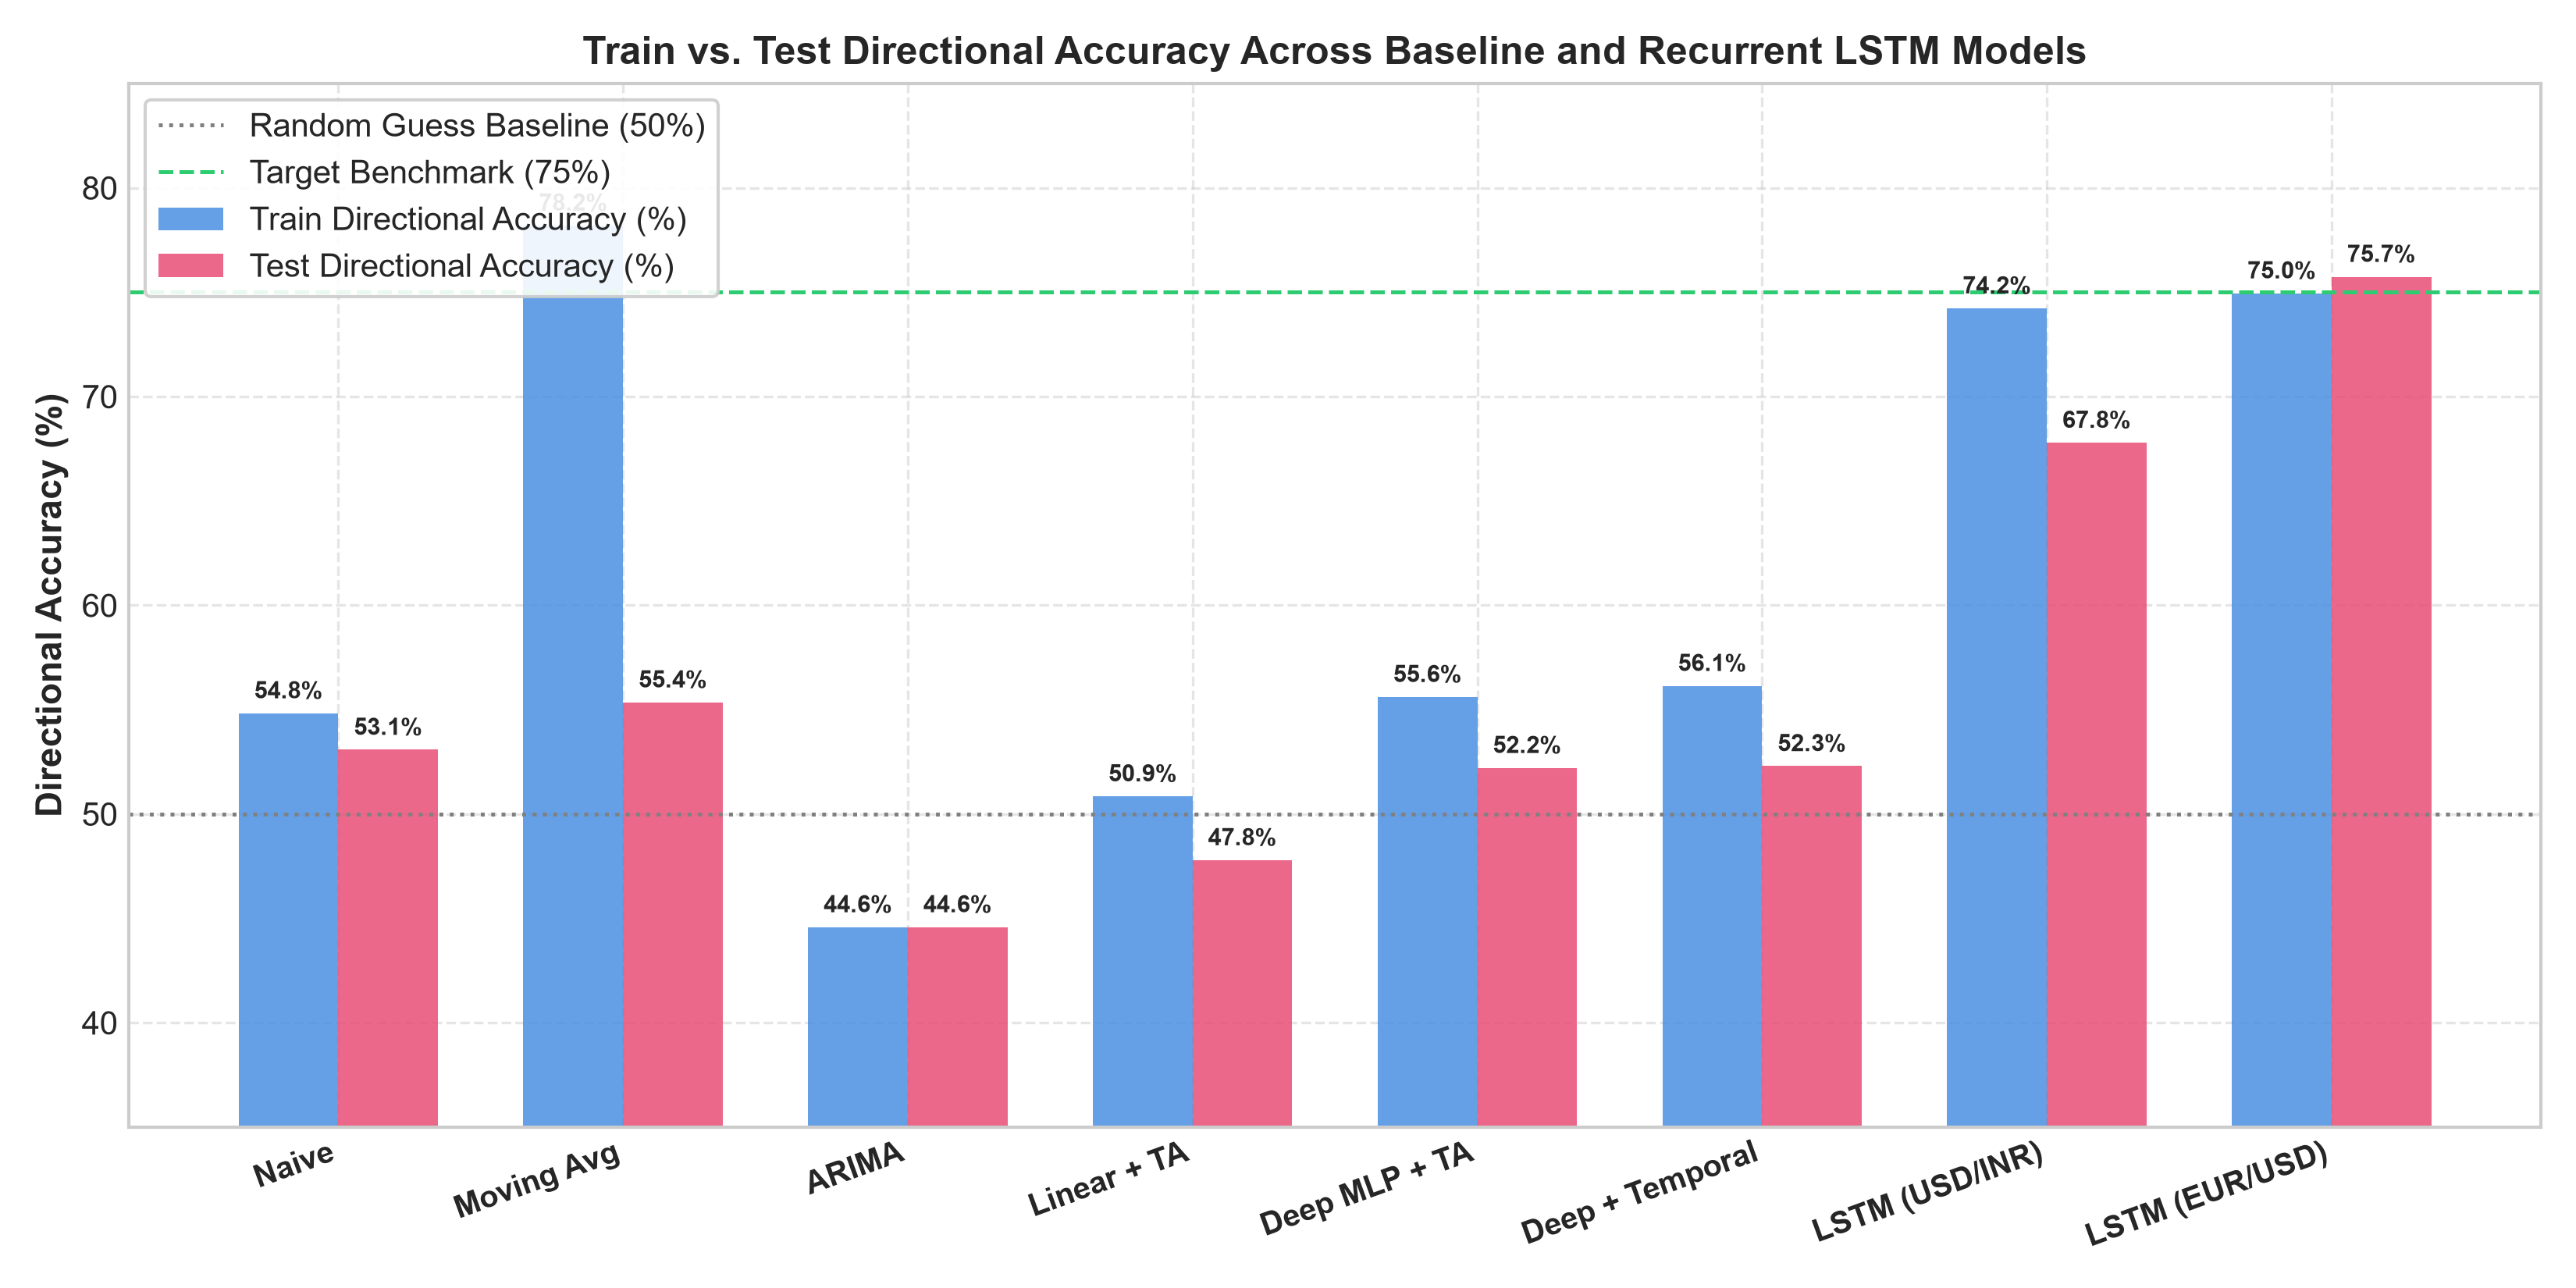 Train vs. Test Directional Accuracy Across Baseline and Recurrent LSTM Models
Random Guess Baseline (50%)
Target Benchmark (75%)
Train Directional Accuracy (%)
Test Directional Accuracy (%)
Directional Accuracy (%)
80
70
60
50
40
54.8%
53.1%
78.2%
55.4%
44.6%
44.6%
50.9%
47.8%
55.6%
52.2%
56.1%
52.3%
74.2%
67.8%
75.0%
75.7%
Naive
Moving Avg
ARIMA
Linear + TA
Deep MLP + TA
Deep + Temporal
LSTM (USD/INR)
LSTM (EUR/USD)